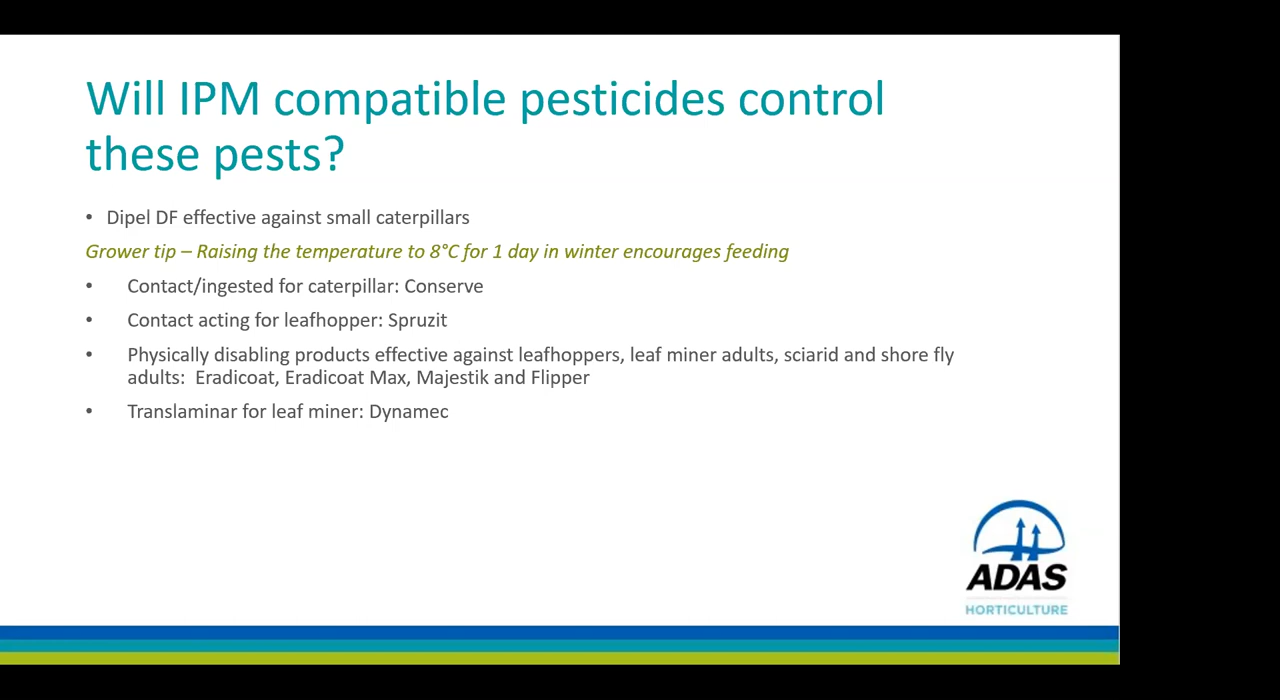 Will IPM compatible pesticides control
these pests?
• Dipel DF effective against small caterpillars
Grower tip – Raising the temperature to 8°C for 1 day in winter encourages feeding
• Contact/ingested for caterpillar: Conserve
• Contact acting for leafhopper: Spruzit
• Physically disabling products effective against leafhoppers, leaf miner adults, sciarid and shore fly
adults:  Eradicoat, Eradicoat Max, Majestik and Flipper
• Translaminar for leaf miner: Dynamec
ADAS
HORTICULTURE